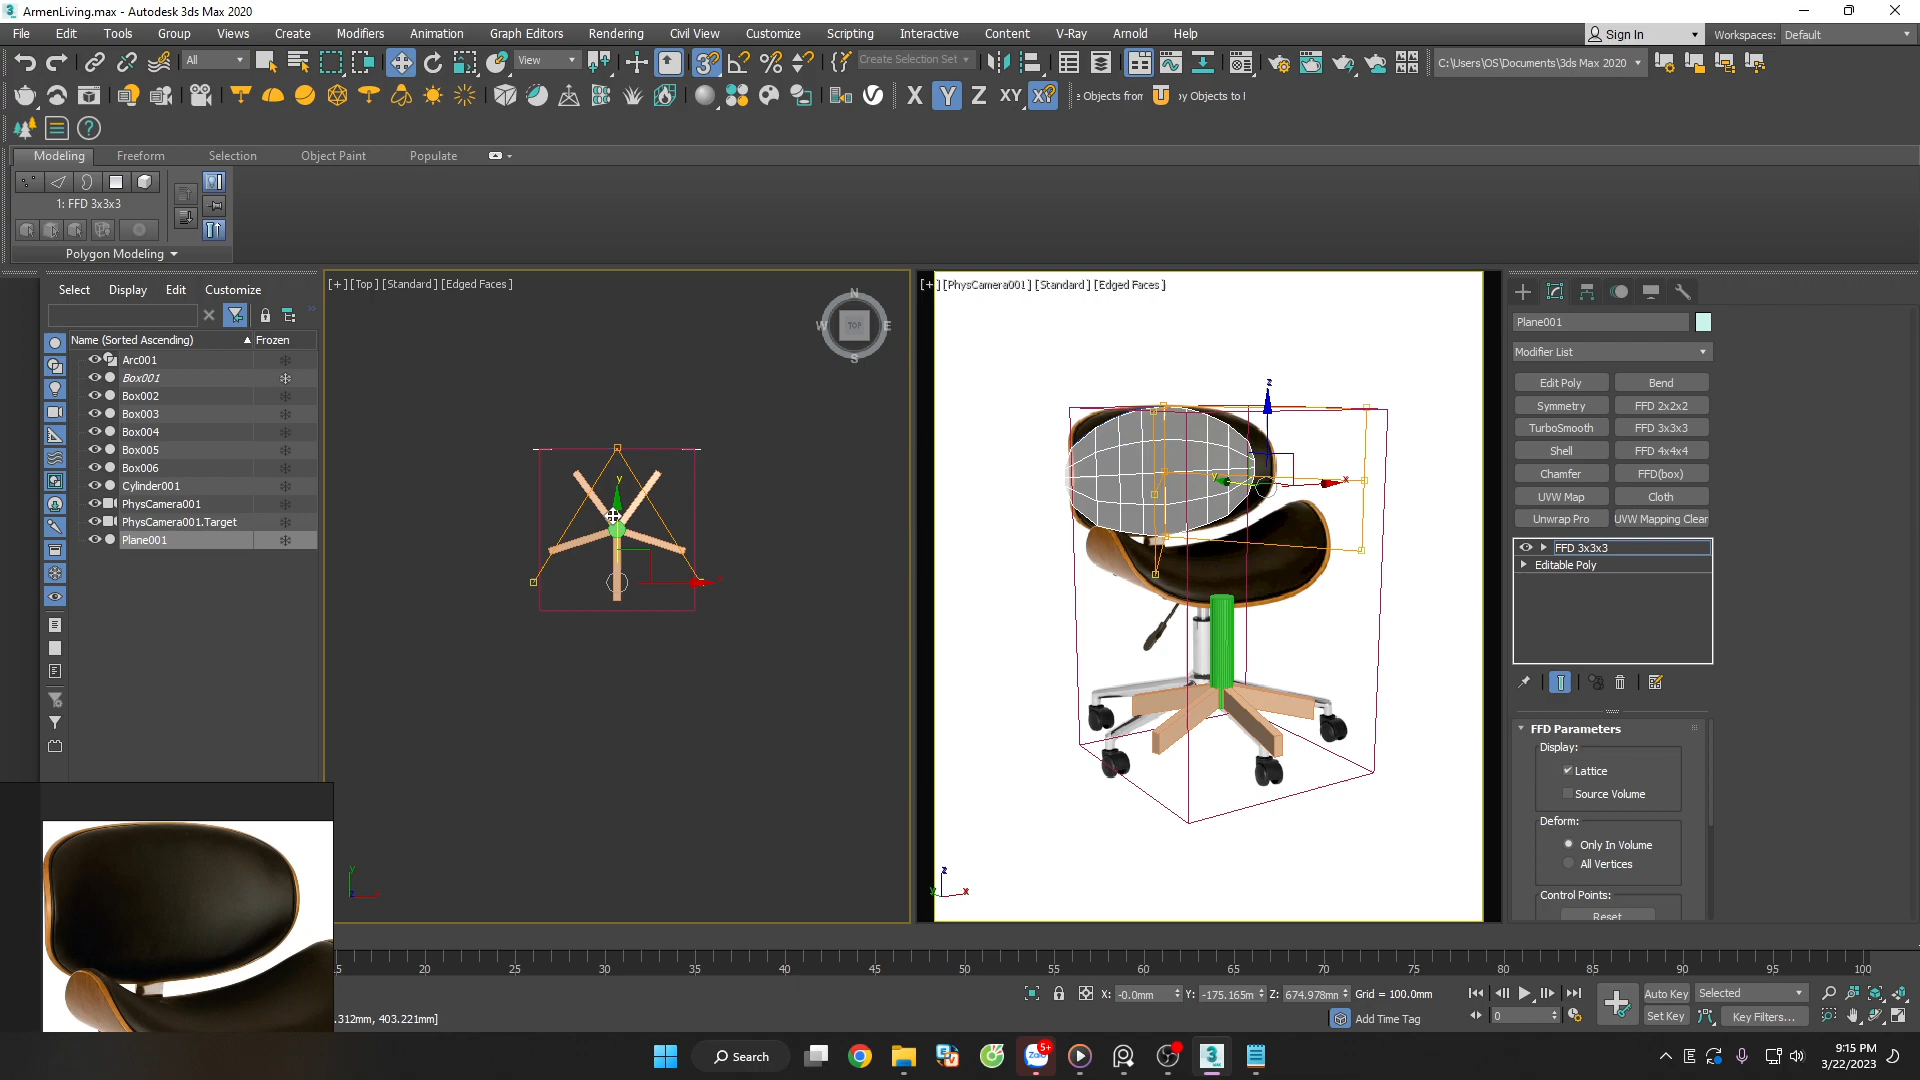 ArmenLiving.max - Autodesk 3ds Max 2020
File Edit Tools Group Views Create Modifiers Animation Graph Editors Rendering Civil View Customize Scripting Interactive Content V-Ray Arnold Help
Sign In
Workspaces: Default
All
View
Create Selection Set
C:\Users\OS\Documents\3ds Max 2020
X Y Z XY
e Objects from
oy Objects to l
Modeling Freeform Selection Object Paint Populate
1: FFD 3x3x3
Polygon Modeling
Select Display Edit Customize
Name (Sorted Ascending)
Frozen
Arc001
Box001
Box002
Box003
Box004
Box005
Box006
Cylinder001
PhysCamera001
PhysCamera001.Target
Plane001
[+] [Top] [Standard] [Edged Faces]
N
W
TOP
E
S
y
x
y
z
x
[+] [PhysCamera001] [Standard] [Edged Faces]
z
y
x
z
y
x
Plane001
Modifier List
Edit Poly
Bend
Symmetry
FFD 2x2x2
TurboSmooth
FFD 3x3x3
Shell
FFD 4x4x4
Chamfer
FFD(box)
UVW Map
Cloth
Unwrap Pro
UVW Mapping Clear
FFD 3x3x3
Editable Poly
FFD Parameters
Display:
Lattice
Source Volume
Deform:
Only In Volume
All Vertices
Control Points:
Reset
15 20 25 30 35 40 45 50 55 60 65 70 75 80 85 90 95 100
X: -0.0mm
Y: -175.165m
Z: 674.978mn
Grid = 100.0mm
Auto Key
Selected
.312mm, 403.221mm]
Add Time Tag
0
Set Key
Key Filters...
Search
5+
Zalo
3
9:15 PM
3/22/2023